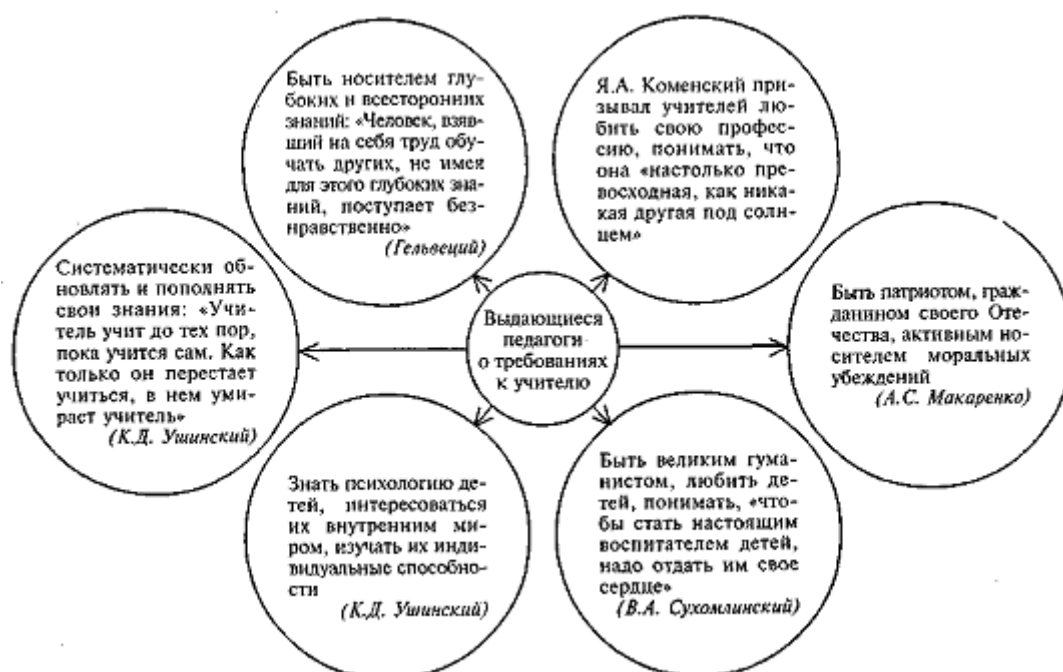 Быть носителем глу-
боких и всесторонних
знаний: «Человек, взяв-
ший на себя труд обу-
чать других, не имея
для этого глубоких зна-
ний, поступает без-
нравственно»
(Гельвеций)
Я.А. Коменский при-
зывал учителей лю-
бить свою профес-
сию, понимать, что
она «настолько пре-
восходная, как ника-
кая другая под солн-
цем»
Систематически об-
новлять и пополнять
свои знания: «Учи-
тель учит до тех пор,
пока учится сам. Как
только он перестает
учиться, в нем уми-
рает учитель»
(К.Д. Ушинский)
Выдающиеся
педагоги
о требованиях
к учителю
Быть патриотом, граж-
данином своего Оте-
чества, активным но-
сителем моральных
убеждений
(А.С. Макаренко)
Знать психологию де-
тей, интересоваться
их внутренним ми-
ром, изучать их инди-
видуальные способно-
сти
(К.Д. Ушинский)
Быть великим гума-
нистом, любить де-
тей, понимать, «что-
бы стать настоящим
воспитателем детей,
надо отдать им свое
сердце»
(В.А. Сухомлинский)